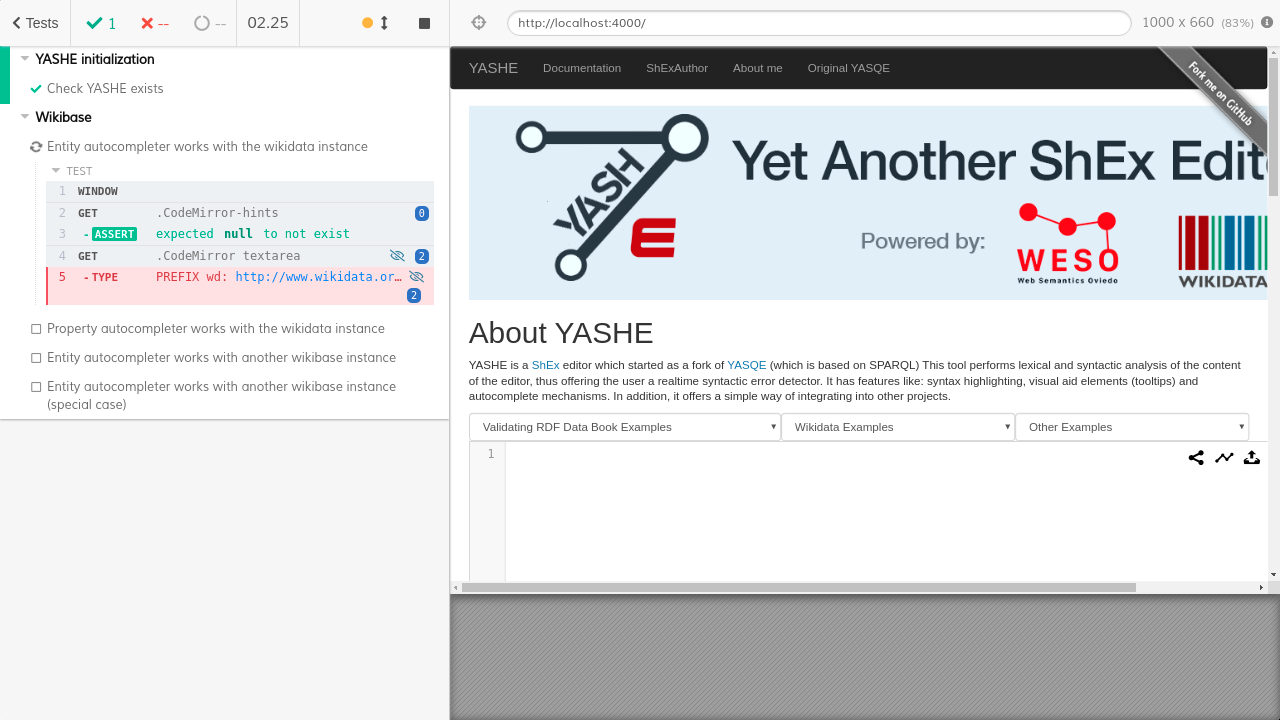 Tests
1
--
--
02.25
http://localhost:4000/
1000 x 660 (83%)
YASHE initialization
Check YASHE exists
Wikibase
Entity autocompleter works with the wikidata instance
TEST
1 WINDOW
2 GET .CodeMirror-hints 0
3 -ASSERT expected null to not exist
4 GET .CodeMirror textarea 2
5 -TYPE PREFIX wd: http://www.wikidata.or…
2
Property autocompleter works with the wikidata instance
Entity autocompleter works with another wikibase instance
Entity autocompleter works with another wikibase instance
(special case)
YASHE Documentation ShExAuthor About me Original YASQE
Fork me on GitHub
YASH
E
Yet Another ShEx Edito
Powered by:
WESO
Web Semantics Oviedo
WIKIDATA
About YASHE
YASHE is a ShEx editor which started as a fork of YASQE (which is based on SPARQL) This tool performs lexical and syntactic analysis of the content
of the editor, thus offering the user a realtime syntactic error detector. It has features like: syntax highlighting, visual aid elements (tooltips) and
autocomplete mechanisms. In addition, it offers a simple way of integrating into other projects.
Validating RDF Data Book Examples Wikidata Examples Other Examples
1